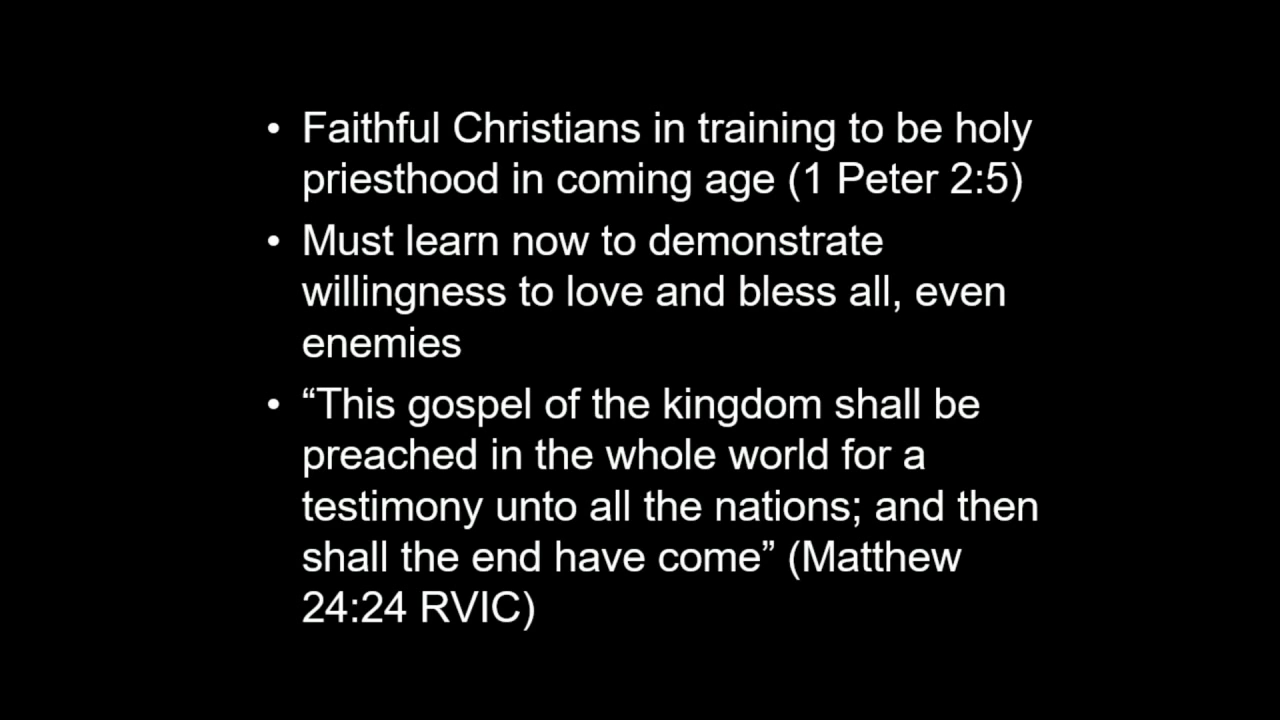 • Faithful Christians in training to be holy
priesthood in coming age (1 Peter 2:5)
• Must learn now to demonstrate
willingness to love and bless all, even
enemies
• “This gospel of the kingdom shall be
preached in the whole world for a
testimony unto all the nations; and then
shall the end have come” (Matthew
24:24 RVIC)